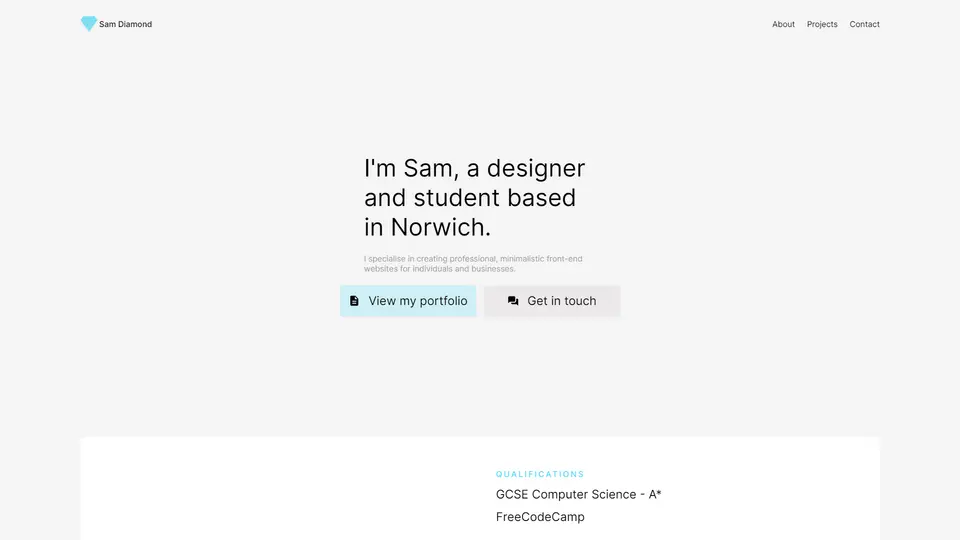 Sam Diamond
About Projects Contact
I'm Sam, a designer
and student based
in Norwich.
I specialise in creating professional, minimalistic front-end
websites for individuals and businesses.
View my portfolio Get in touch
QUALIFICATIONS
GCSE Computer Science - A*
FreeCodeCamp